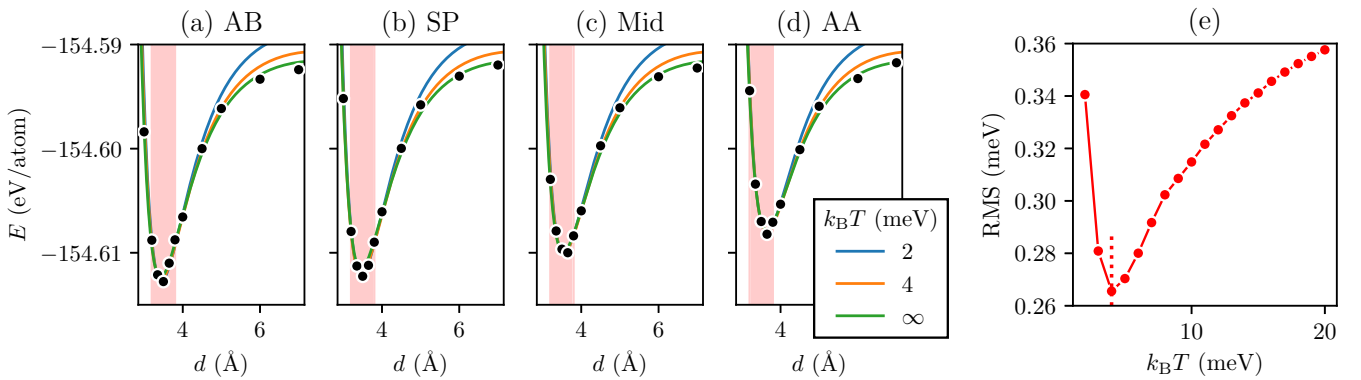 (a) AB
(b) SP
(c) Mid
(d) AA
(e)
E (eV/atom)
−154.59
−154.60
−154.61
4 6
d (Å)
4 6
d (Å)
4 6
d (Å)
4
d (Å)
k_BT (meV)
2
4
∞
RMS (meV)
0.36
0.34
0.32
0.30
0.28
0.26
10 20
k_BT (meV)